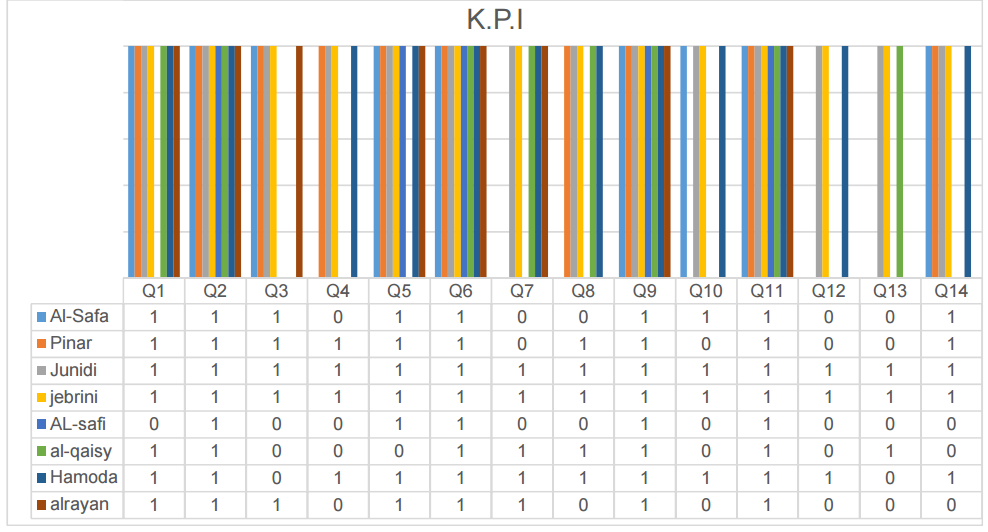 K.P.I
Q1 Q2 Q3 Q4 Q5 Q6 Q7 Q8 Q9 Q10 Q11 Q12 Q13 Q14
Al-Safa 1 1 1 0 1 1 0 0 1 1 1 0 0 1
Pinar 1 1 1 1 1 1 0 1 1 0 1 0 0 1
Junidi 1 1 1 1 1 1 1 1 1 1 1 1 1 1
jebrini 1 1 1 1 1 1 1 1 1 1 1 1 1 1
AL-safi 0 1 0 0 1 1 0 0 1 0 1 0 0 0
al-qaisy 1 1 0 0 0 1 1 1 1 0 1 0 1 0
Hamoda 1 1 0 1 1 1 1 1 1 1 1 1 0 1
alrayan 1 1 1 0 1 1 1 0 1 0 1 0 0 0